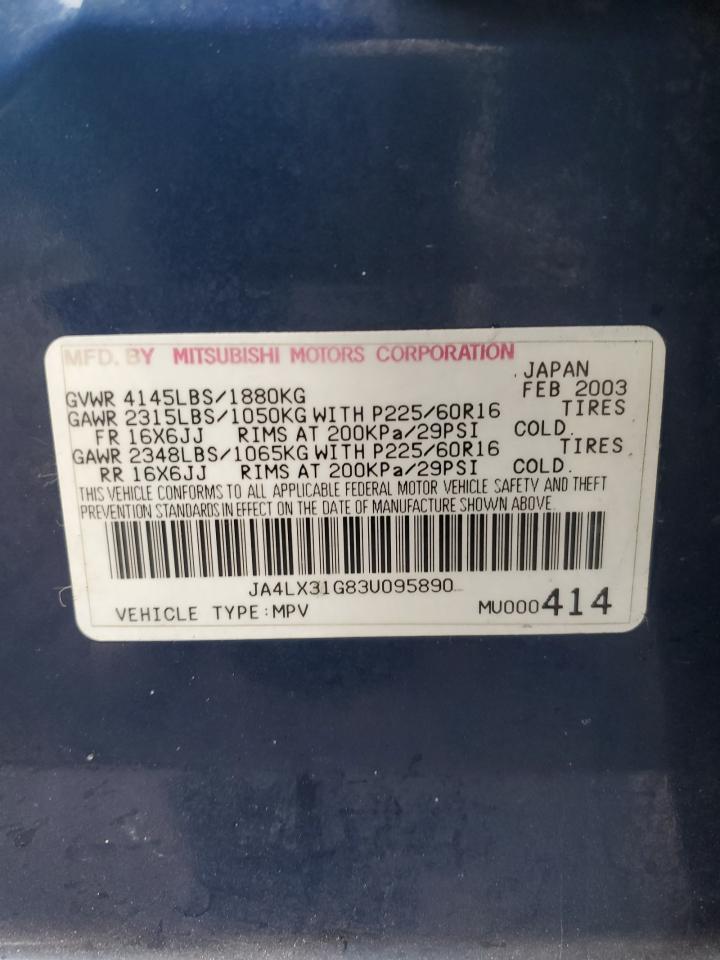 MFD. BY MITSUBISHI MOTORS CORPORATION
JAPAN
GVWR 4145LBS/1880KG FEB 2003
GAWR 2315LBS/1050KG WITH P225/60R16 TIRES
FR 16X6JJ RIMS AT 200KPa/29PSI COLD.
GAWR 2348LBS/1065KG WITH P225/60R16 TIRES
RR 16X6JJ RIMS AT 200KPa/29PSI COLD.
THIS VEHICLE CONFORMS TO ALL APPLICABLE FEDERAL MOTOR VEHICLE SAFETY AND THEFT
PREVENTION STANDARDS IN EFFECT ON THE DATE OF MANUFACTURE SHOWN ABOVE.
JA4LX31G83U095890
VEHICLE TYPE:MPV MU000414